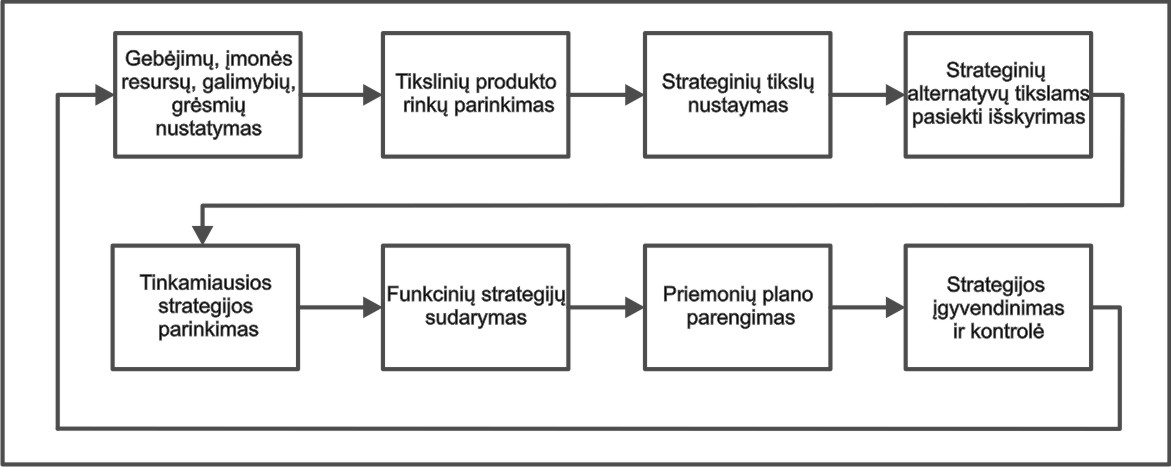 Gebėjimų, įmonės
resursų, galimybių,
grėsmių
nustatymas
Tikslinių produkto
rinkų parinkimas
Strateginių tikslų
nustaymas
Strateginių
alternatyvų tikslams
pasiekti išskyrimas
Tinkamiausios
strategijos
parinkimas
Funkcinių strategijų
sudarymas
Priemonių plano
parengimas
Strategijos
įgyvendinimas
ir kontrolė